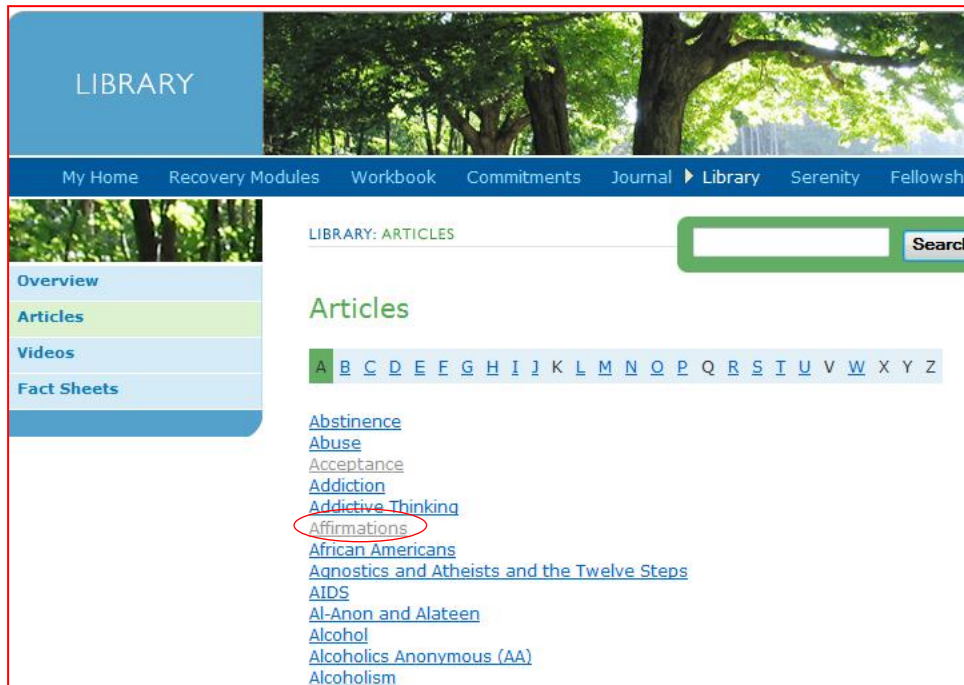 LIBRARY
My Home Recovery Modules Workbook Commitments Journal Library Serenity Fellowsh
LIBRARY: ARTICLES
Search
Overview
Articles
Videos
Fact Sheets
Articles
A B C D E F G H I J K L M N O P Q R S T U V W X Y Z
Abstinence
Abuse
Acceptance
Addiction
Addictive Thinking
Affirmations
African Americans
Agnostics and Atheists and the Twelve Steps
AIDS
Al-Anon and Alateen
Alcohol
Alcoholics Anonymous (AA)
Alcoholism